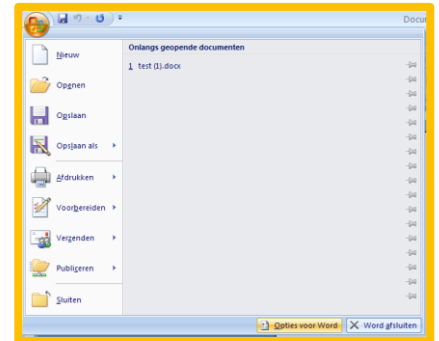 Docu
Nieuw
Onlangs geopende documenten
1 test (1).docx
Openen
Opslaan
Opslaan als
Afdrukken
Voorbereiden
Verzenden
Publiceren
Sluiten
Opties voor Word
Word afsluiten